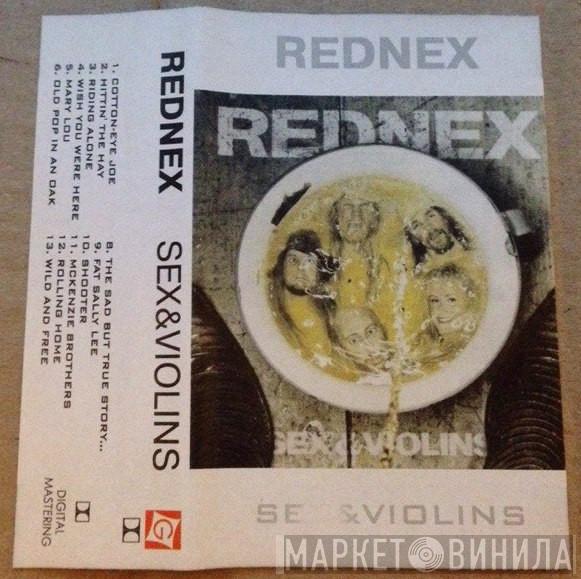 REDNEX
REDNEX
SEX&VIOLINS
SE &VIOLINS
REDNEX SEX&VIOLINS
1. COTTON-EYE JOE
2. HITTIN' THE HAY
3. RIDING ALONE
4. WISH YOU WERE HERE
5. MARY LOU
6. OLD POP IN AN OAK
8. THE SAD BUT TRUE STORY...
9. FAT SALLY LEE
10. SHOOTER
11. MCKENZIE BROTHERS
12. ROLLING HOME
13. WILD AND FREE
DIGITAL
MASTERING
G
МАРКЕТ ВИНИЛА